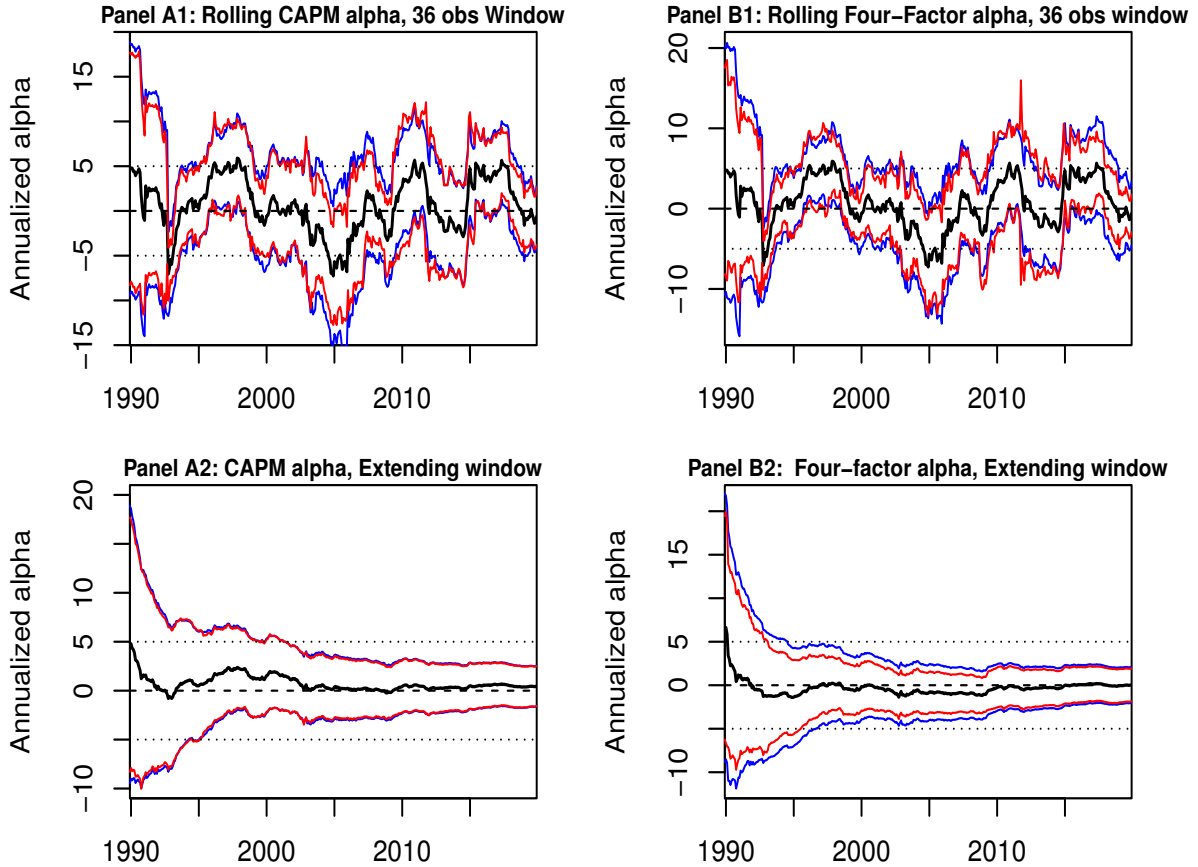 Panel A1: Rolling CAPM alpha, 36 obs Window
Annualized alpha
15
5
0
−5
−15
1990 2000 2010
Panel B1: Rolling Four−Factor alpha, 36 obs window
Annualized alpha
20
10
5
0
−10
1990 2000 2010
Panel A2: CAPM alpha, Extending window
Annualized alpha
20
10
5
0
−10
1990 2000 2010
Panel B2: Four−factor alpha, Extending window
Annualized alpha
15
5
0
−10
1990 2000 2010